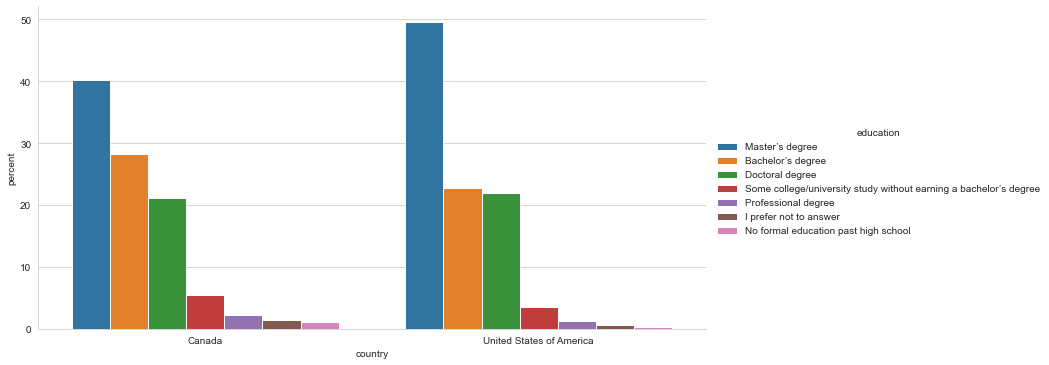 50
40
30
20
10
0
percent
Canada
United States of America
country
education
Master’s degree
Bachelor’s degree
Doctoral degree
Some college/university study without earning a bachelor’s degree
Professional degree
I prefer not to answer
No formal education past high school